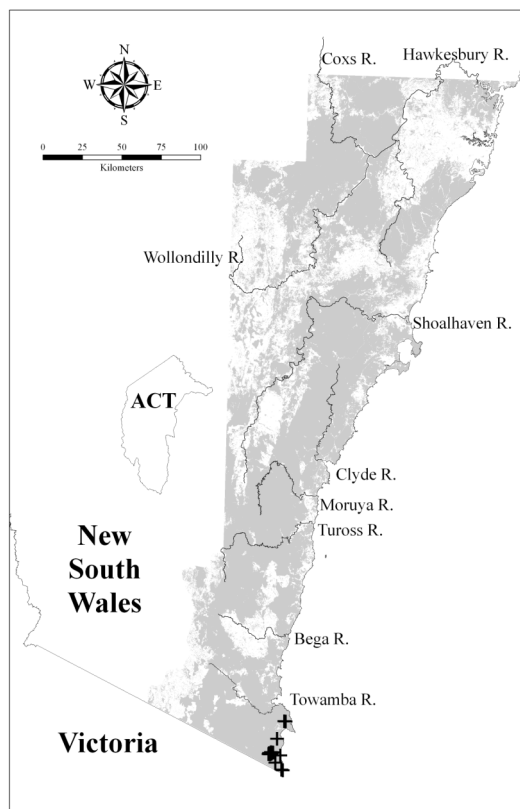 Coxs R.
Hawkesbury R.
N
W E
S
0 25 50 75 100
Kilometers
Wollondilly R.
Shoalhaven R.
ACT
Clyde R.
Moruya R.
Tuross R.
New
South
Wales
Bega R.
Towamba R.
Victoria